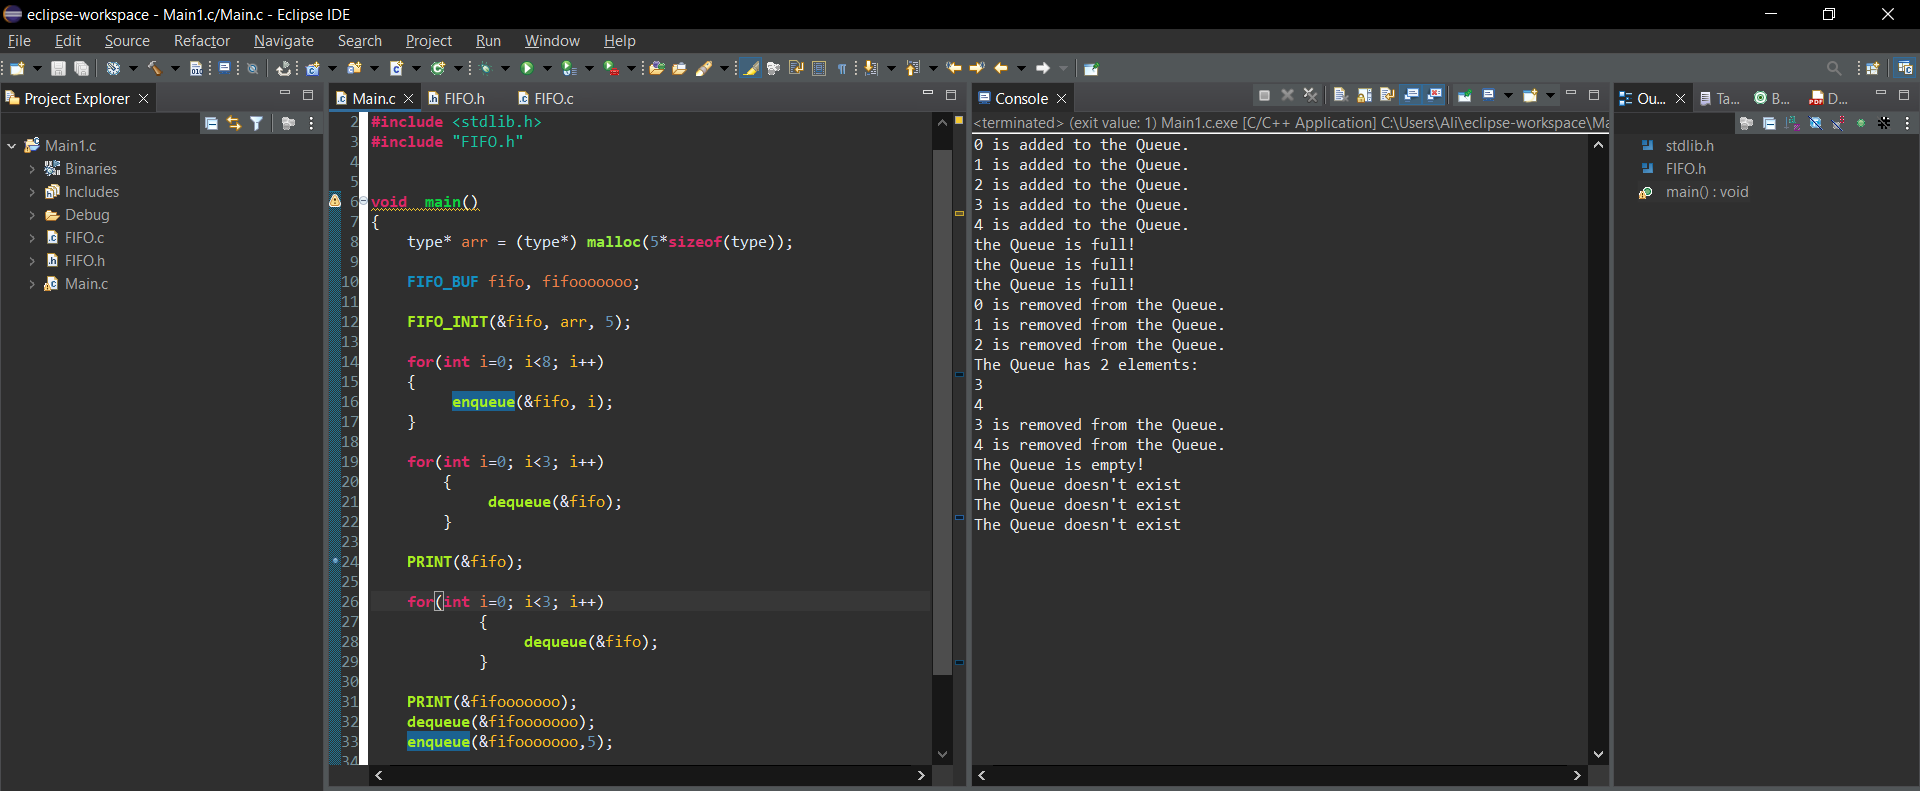 eclipse-workspace - Main1.c/Main.c - Eclipse IDE
File Edit Source Refactor Navigate Search Project Run Window Help
Project Explorer
Main1.c
Binaries
Includes
Debug
FIFO.c
FIFO.h
Main.c
Main.c FIFO.h FIFO.c
2 #include <stdlib.h>
3 #include "FIFO.h"
4
5
6 void  main()
7 {
8     type* arr = (type*) malloc(5*sizeof(type));
9
10     FIFO_BUF fifo, fifooooooo;
11
12     FIFO_INIT(&fifo, arr, 5);
13
14     for(int i=0; i<8; i++)
15     {
16          enqueue(&fifo, i);
17     }
18
19     for(int i=0; i<3; i++)
20         {
21              dequeue(&fifo);
22         }
23
24     PRINT(&fifo);
25
26     for(int i=0; i<3; i++)
27             {
28                  dequeue(&fifo);
29             }
30
31     PRINT(&fifooooooo);
32     dequeue(&fifooooooo);
33     enqueue(&fifooooooo,5);
34
Console
<terminated> (exit value: 1) Main1.c.exe [C/C++ Application] C:\Users\Ali\eclipse-workspace\Ma
0 is added to the Queue.
1 is added to the Queue.
2 is added to the Queue.
3 is added to the Queue.
4 is added to the Queue.
the Queue is full!
the Queue is full!
the Queue is full!
0 is removed from the Queue.
1 is removed from the Queue.
2 is removed from the Queue.
The Queue has 2 elements:
3
4
3 is removed from the Queue.
4 is removed from the Queue.
The Queue is empty!
The Queue doesn't exist
The Queue doesn't exist
The Queue doesn't exist
Ou... Ta... B... D...
stdlib.h
FIFO.h
main() : void